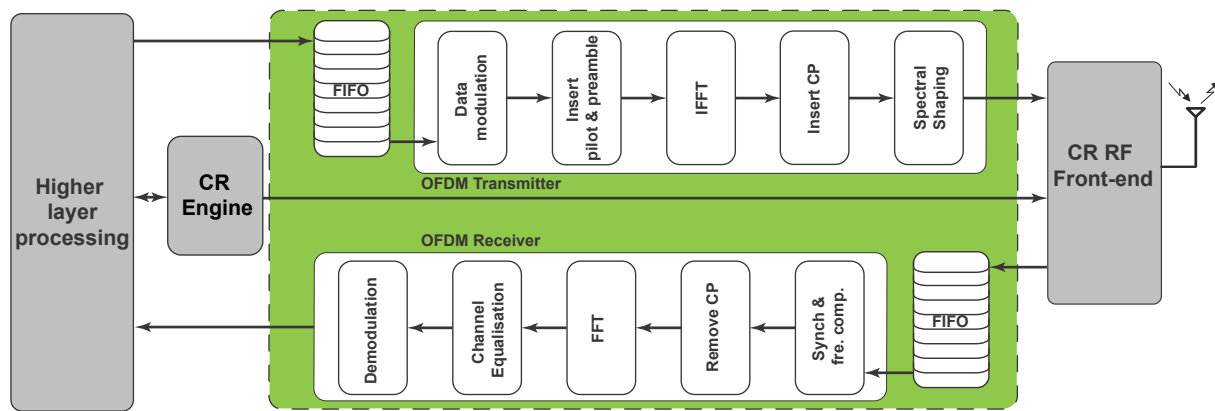 Higher
layer
processing
CR
Engine
FIFO
Data
modulation
Insert
pilot & preamble
IFFT
Insert CP
Spectral
Shaping
OFDM Transmitter
CR RF
Front-end
OFDM Receiver
Demodulation
Channel
Equalisation
FFT
Remove CP
Synch &
fre. comp.
FIFO